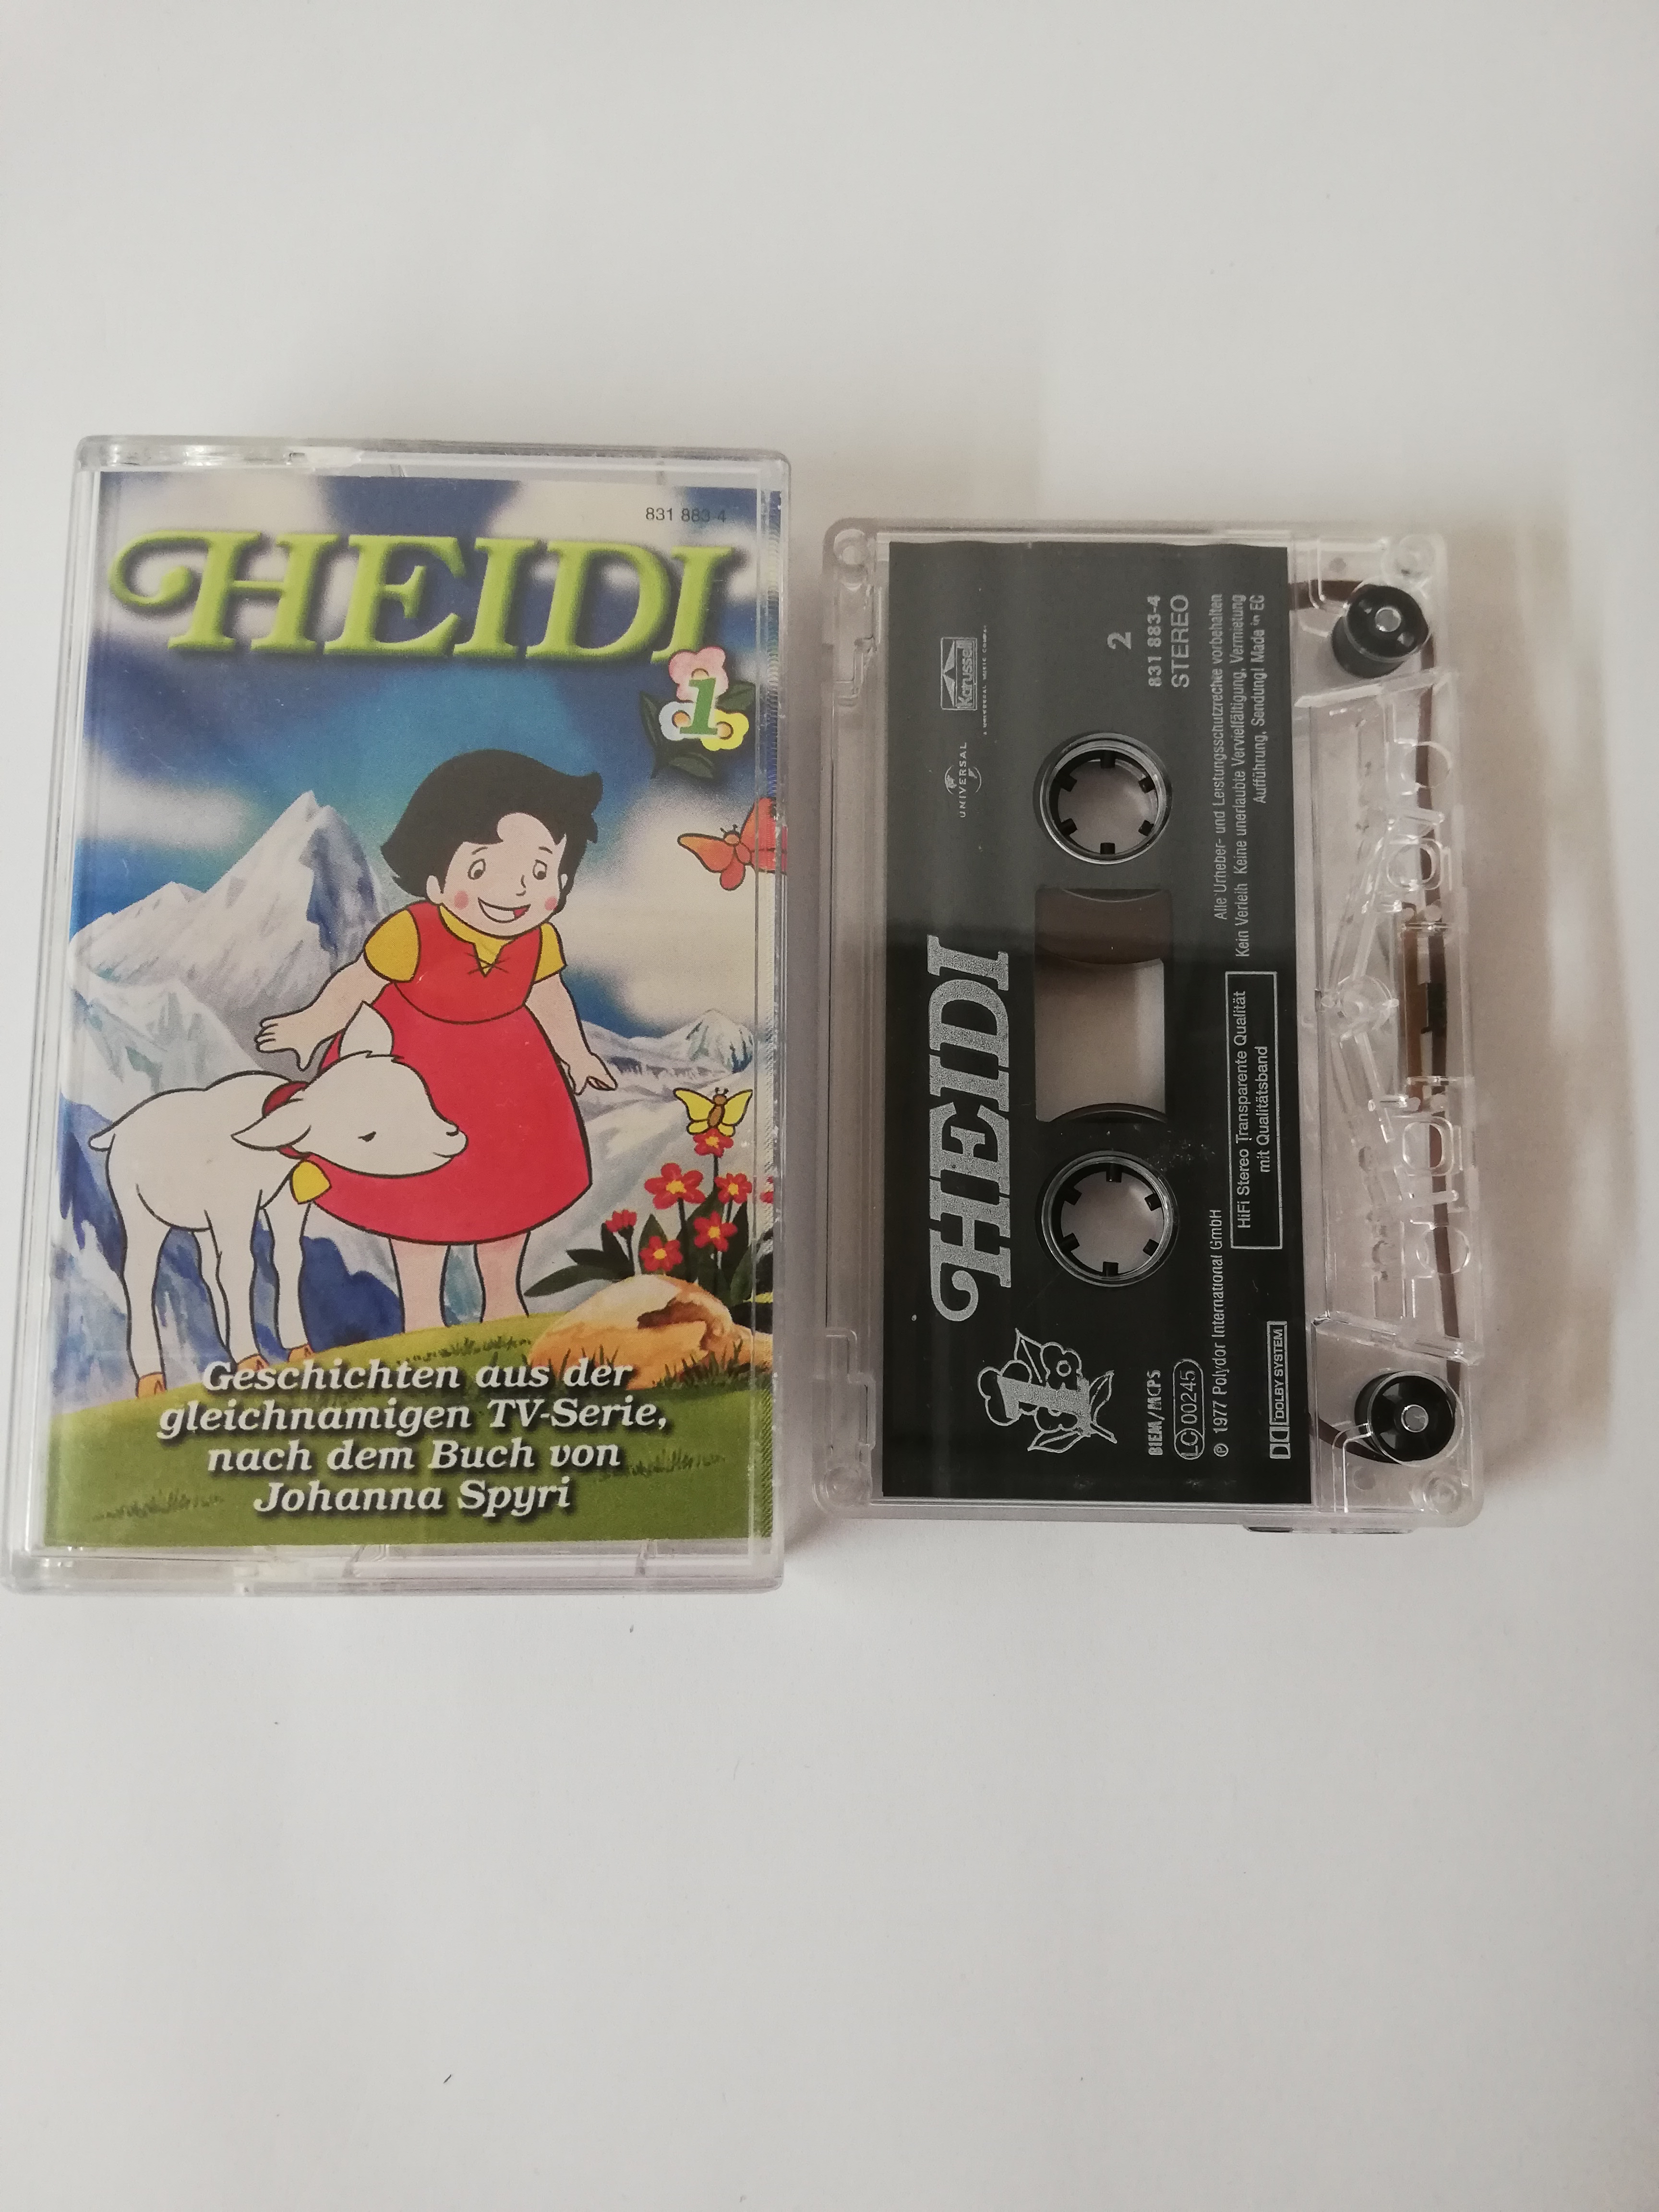 831 883-4
HEIDI
1
Geschichten aus der
gleichnamigen TV-Serie,
nach dem Buch von
Johanna Spyri
UNIVERSAL
Karussell
HEIDI
1
2
831 883-4
STEREO
BIEM/MCPS
LC 00245
℗ 1977 Polydor International GmbH
Alle Urheber- und Leistungsschutzrechte vorbehalten
Kein Verleih Keine unerlaubte Vervielfältigung, Vermietung
Aufführung, Sendung! Made in EC
HiFi Stereo Transparente Qualität
mit Qualitätsband
DOLBY SYSTEM